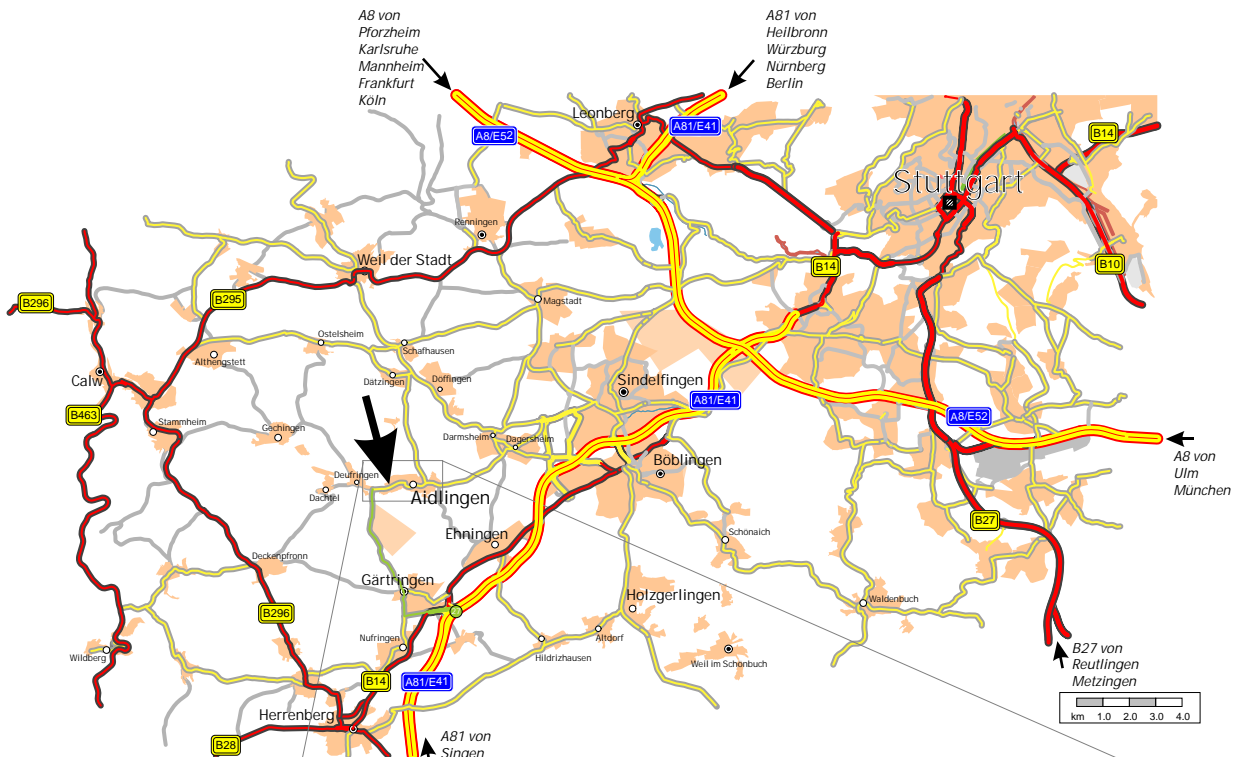 A8 von
Pforzheim
Karlsruhe
Mannheim
Frankfurt
Köln
A81 von
Heilbronn
Würzburg
Nürnberg
Berlin
Leonberg
A8/E52
A81/E41
B14
Stuttgart
Renningen
Weil der Stadt
B14
B10
B296
B295
Magstadt
Ostelsheim
Schafhausen
Althengstett
Calw
Datzingen
Döffingen
Sindelfingen
A81/E41
B463
Stammheim
Gechingen
Darmsheim
Dagersheim
A8/E52
Böblingen
A8 von
Ulm
München
Deufringen
Dachtel
Aidlingen
B27
Ehningen
Schönaich
Deckenpfronn
Gärtringen
Holzgerlingen
Waldenbuch
B296
Nufringen
Altdorf
Hildrizhausen
Wildberg
Weil im Schönbuch
B27 von
Reutlingen
Metzingen
B14
A81/E41
Herrenberg
km 1.0 2.0 3.0 4.0
B28
A81 von
Singen